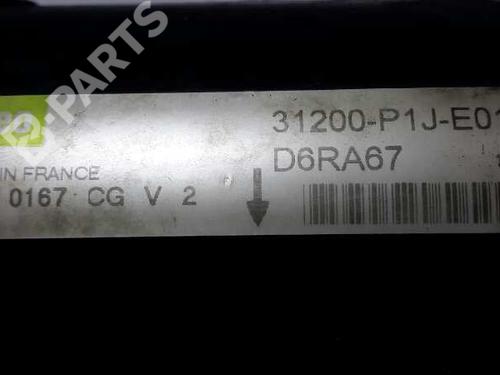 B-PARTS
31200-P1J-E01
IN FRANCE
D6RA67
0167 CG V 2